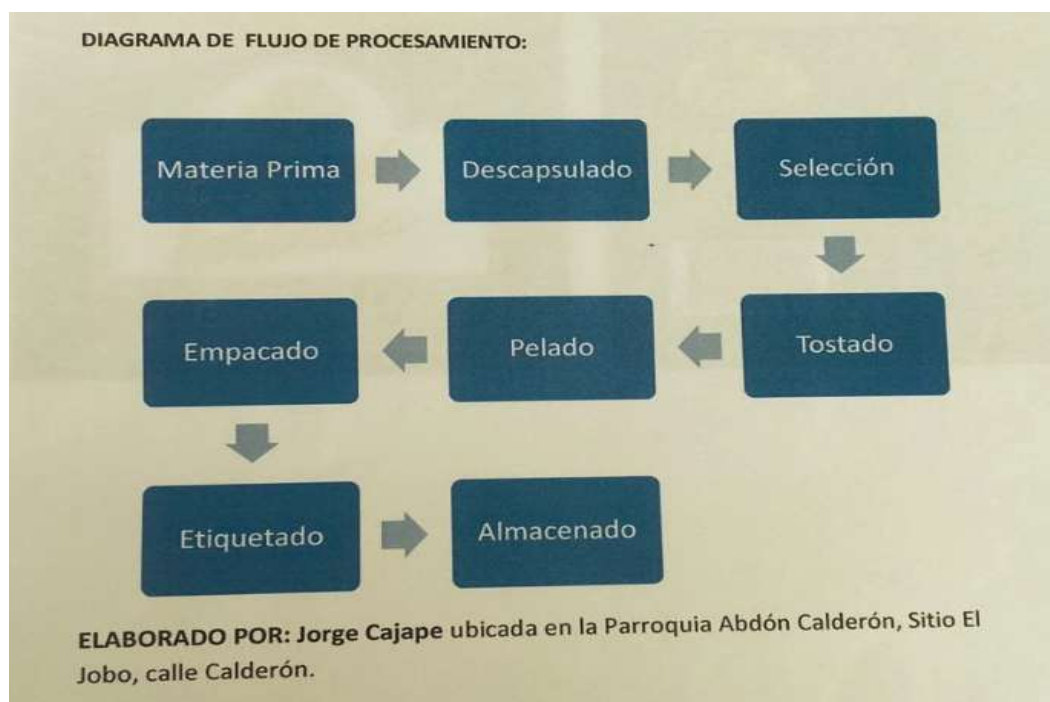 DIAGRAMA DE FLUJO DE PROCESAMIENTO:
Materia Prima
Descapsulado
Selección
Tostado
Pelado
Empacado
Etiquetado
Almacenado
ELABORADO POR: Jorge Cajape ubicada en la Parroquia Abdón Calderón, Sitio El
Jobo, calle Calderón.